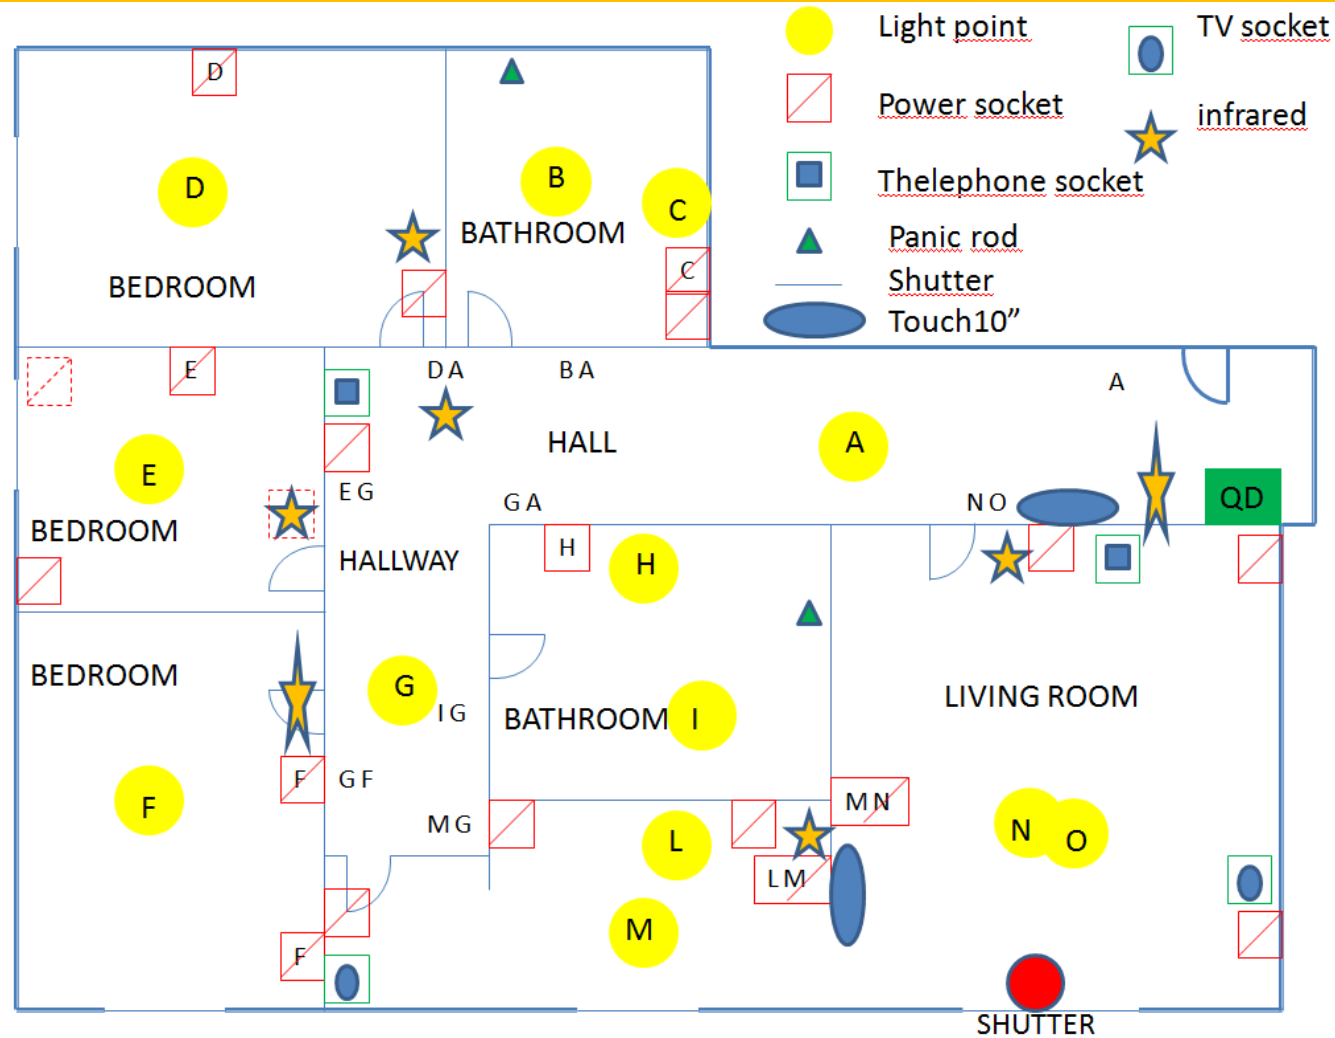 Light point
TV socket
Power socket
infrared
Thelephone socket
Panic rod
Shutter
Touch10”
D
D
BEDROOM
B
C
BATHROOM
C
E
D A
B A
A
E
HALL
A
E G
G A
N O
QD
BEDROOM
HALLWAY
H
H
BEDROOM
G
I G
BATHROOM
I
LIVING ROOM
F
F
G F
M G
L
M N
N
O
L M
M
F
SHUTTER